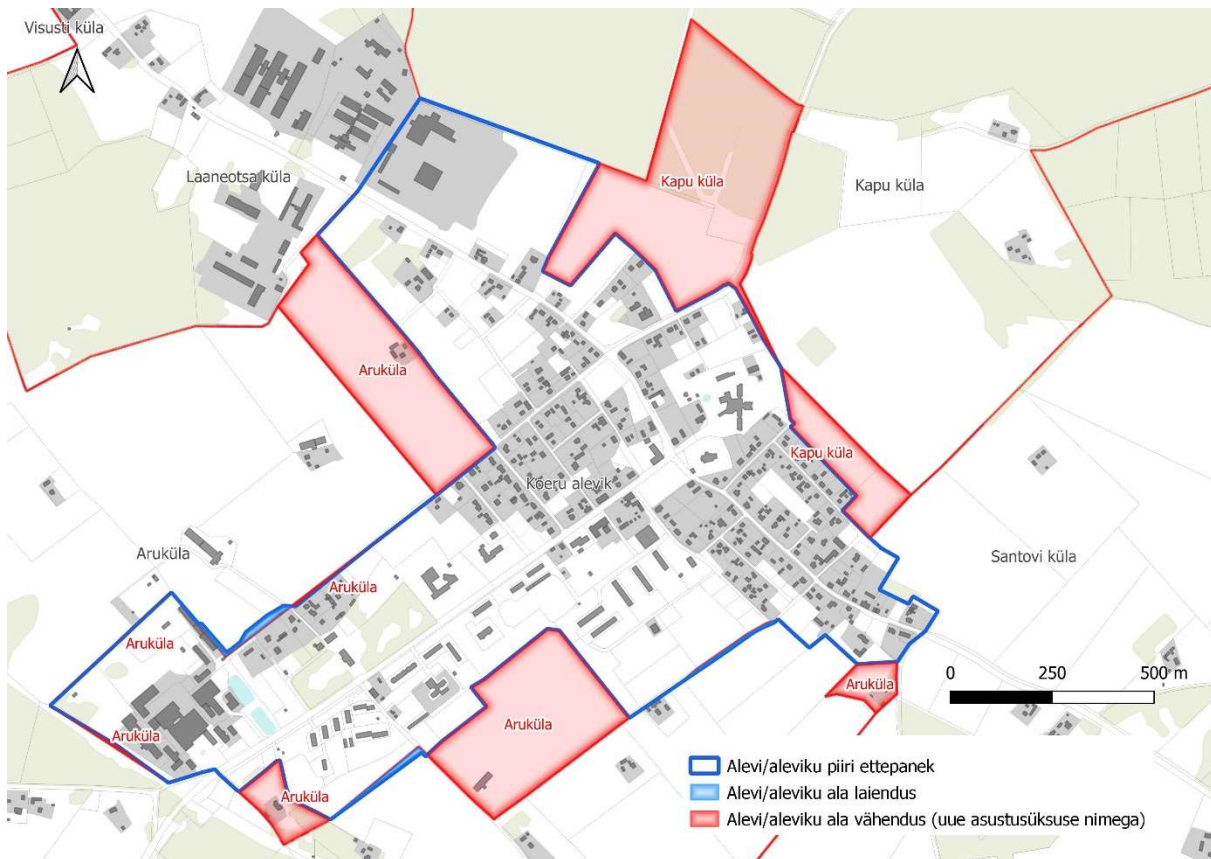 Visusti küla
Laaneotsa küla
Kapu küla
Kapu küla
Aruküla
Kapu küla
Koeru alevik
Aruküla
Aruküla
Santovi küla
Aruküla
Aruküla
Aruküla
Aruküla
Aruküla
0 250 500 m
Alevi/aleviku piiri ettepanek
Alevi/aleviku ala laiendus
Alevi/aleviku ala vähendus (uue asustusüksuse nimega)